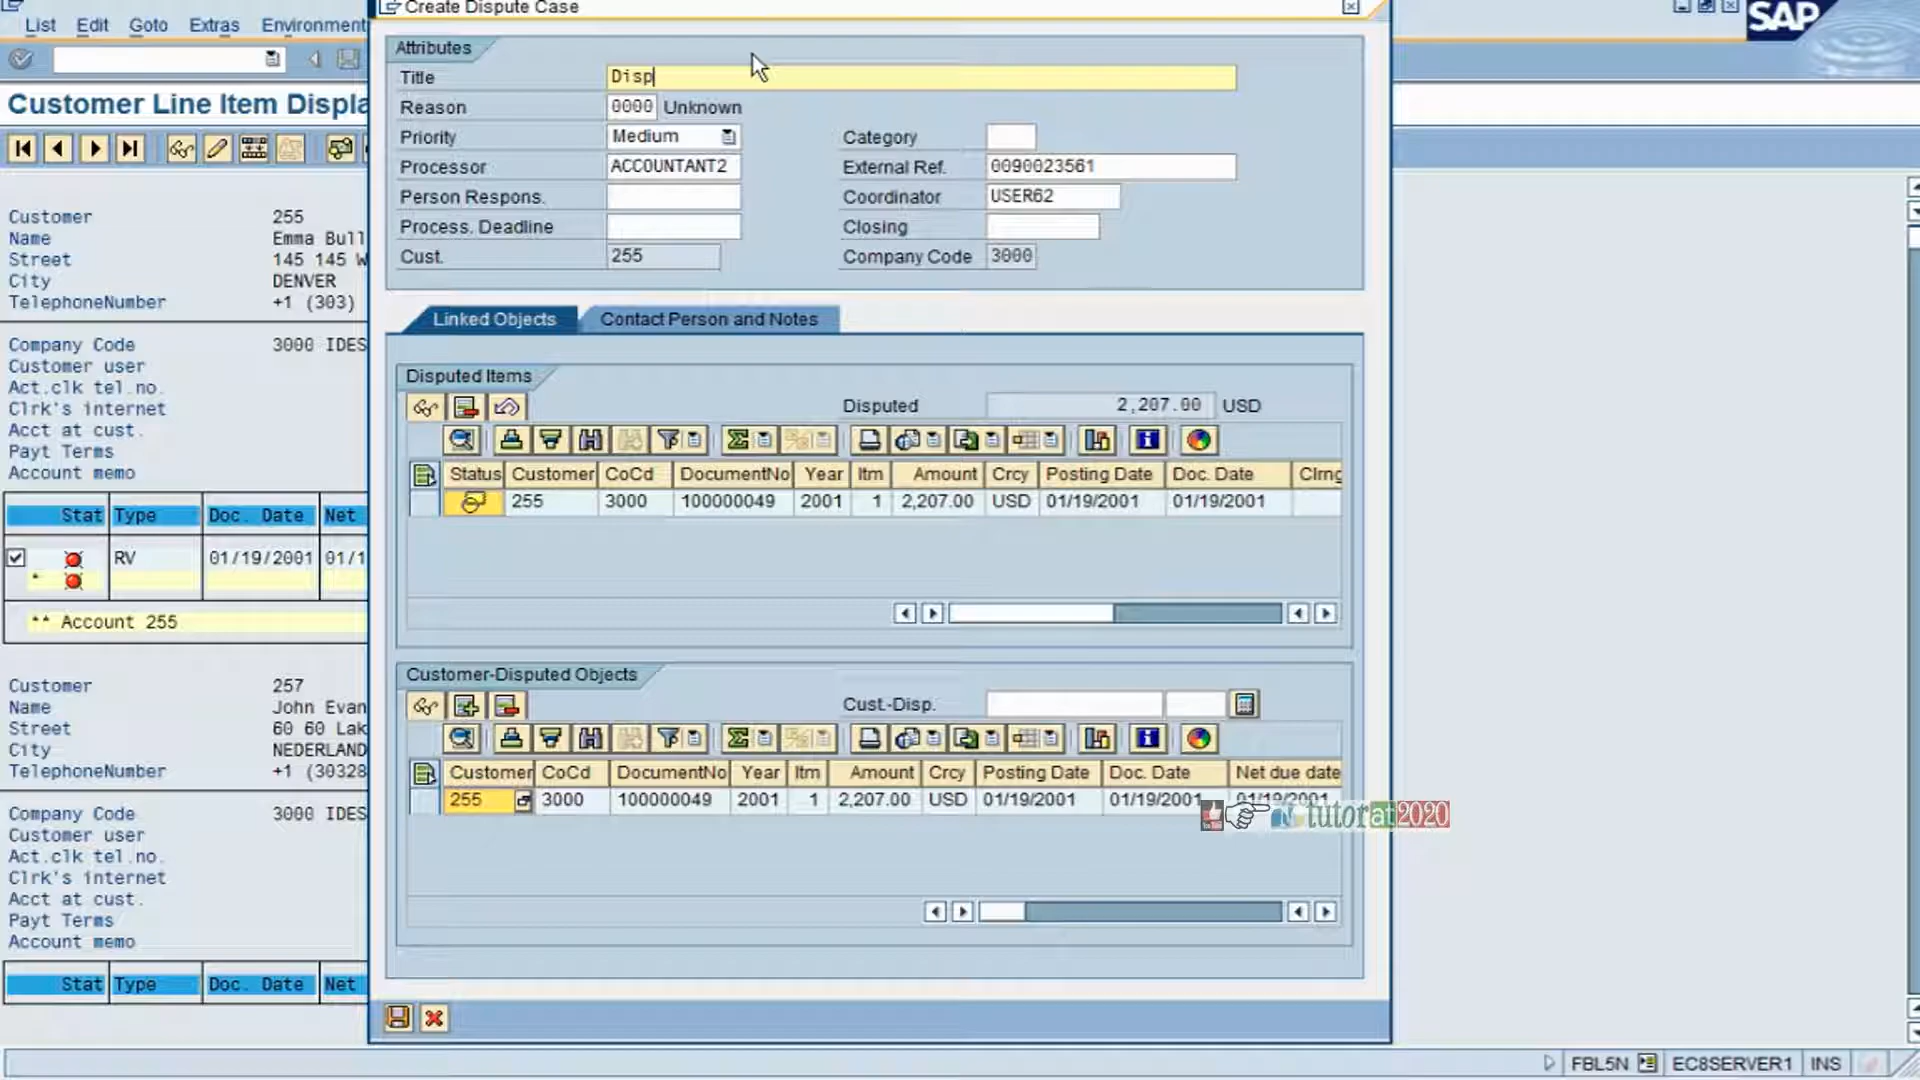 List Edit Goto Extras Environment
Create Dispute Case
SAP
Customer Line Item Displa
Attributes
Title Disp
Reason 0000 Unknown
Priority Medium Category
Processor ACCOUNTANT2 External Ref. 0090023561
Person Respons. Coordinator USER62
Process. Deadline Closing
Cust. 255 Company Code 3000
Customer 255
Name Emma Bull
Street 145 145 W
City DENVER
TelephoneNumber +1 (303)
Company Code 3000 IDES
Customer user
Act.clk tel.no.
Clrk's internet
Acct at cust.
Payt Terms
Account memo
Stat Type Doc. Date Net
RV 01/19/2001 01/1
*
** Account 255
Customer 257
Name John Evan
Street 60 60 Lak
City NEDERLAND
TelephoneNumber +1 (30328
Company Code 3000 IDES
Customer user
Act.clk tel.no.
Clrk's internet
Acct at cust.
Payt Terms
Account memo
Stat Type Doc. Date Net
Linked Objects Contact Person and Notes
Disputed Items
Disputed 2,207.00 USD
Status Customer CoCd DocumentNo Year Itm Amount Crcy Posting Date Doc. Date Clrng
255 3000 100000049 2001 1 2,207.00 USD 01/19/2001 01/19/2001
Customer-Disputed Objects
Cust.-Disp.
Customer CoCd DocumentNo Year Itm Amount Crcy Posting Date Doc. Date Net due date
255 3000 100000049 2001 1 2,207.00 USD 01/19/2001 01/19/2001 01/19/2001
tutorat2020
FBL5N EC8SERVER1 INS